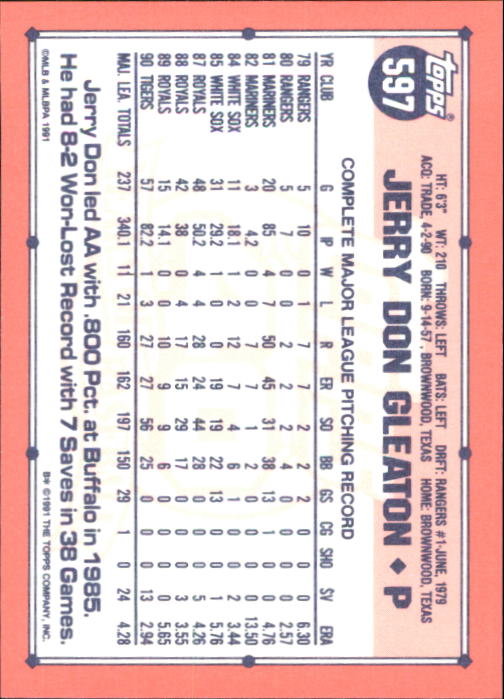 Topps®
597
HT: 6'3" WT: 210 THROWS: LEFT BATS: LEFT DRFT: RANGERS #1-JUNE, 1979
ACQ: TRADE, 4-2-90 BORN: 9-14-57, BROWNWOOD, TEXAS HOME: BROWNWOOD, TEXAS
JERRY DON GLEATON ♦ P
COMPLETE MAJOR LEAGUE PITCHING RECORD
YR CLUB G IP W L R ER SO BB GS CG SHO SV ERA
79 RANGERS 5 10 0 1 7 7 2 2 2 0 0 0 6.30
80 RANGERS 5 7 0 0 2 2 2 4 0 0 0 0 2.57
81 MARINERS 20 85 4 7 50 45 31 38 13 1 0 0 4.76
82 MARINERS 3 4.2 0 0 7 7 1 2 0 0 0 0 13.50
84 WHITE SOX 11 18.1 1 2 12 7 4 6 1 0 0 2 3.44
85 WHITE SOX 31 29.2 1 0 19 19 22 13 0 0 0 1 5.76
87 ROYALS 48 50.2 4 4 28 24 44 28 0 0 0 5 4.26
88 ROYALS 42 38 0 4 17 15 29 17 0 0 0 3 3.55
89 ROYALS 15 14.1 0 0 10 9 9 6 0 0 0 0 5.65
90 TIGERS 57 82.2 1 3 27 27 56 25 0 0 0 13 2.94
MAJ. LEA. TOTALS 237 340.1 11 21 160 162 197 150 29 1 0 24 4.28
Jerry Don led AA with .800 Pct. at Buffalo in 1985.
He had 8-2 Won-Lost Record with 7 Saves in 38 Games.
©MLB & MLBPA 1991 B* ©1991 THE TOPPS COMPANY, INC.